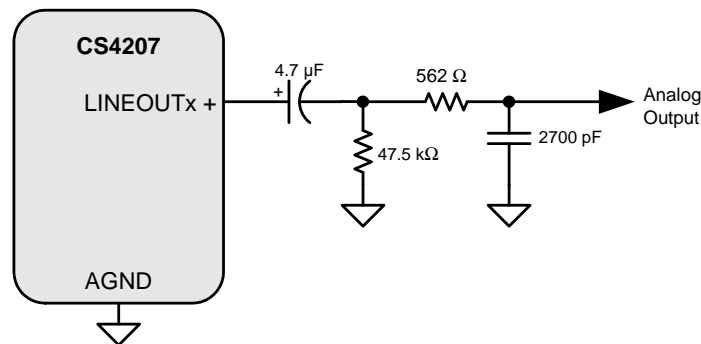 CS4207
LINEOUTx +
+
4.7 µF
562 Ω
47.5 kΩ
2700 pF
Analog
Output
AGND